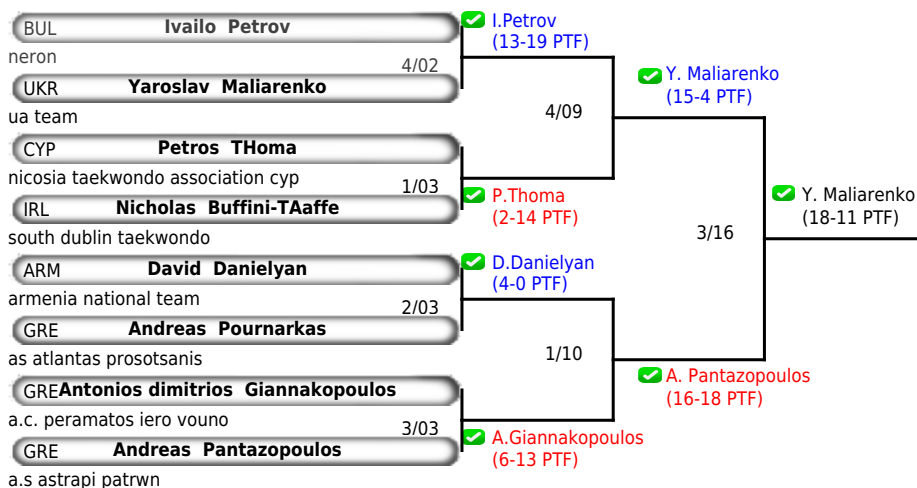 BUL Ivailo Petrov
neron
4/02
UKR Yaroslav Maliarenko
ua team
CYP Petros THoma
nicosia taekwondo association cyp
1/03
IRL Nicholas Buffini-TAaffe
south dublin taekwondo
ARM David Danielyan
armenia national team
2/03
GRE Andreas Pournarkas
as atlantas prosotsanis
GRE Antonios dimitrios Giannakopoulos
a.c. peramatos iero vouno
3/03
GRE Andreas Pantazopoulos
a.s astrapi patrwn
I.Petrov
(13-19 PTF)
4/09
P.Thoma
(2-14 PTF)
D.Danielyan
(4-0 PTF)
1/10
A.Giannakopoulos
(6-13 PTF)
Y. Maliarenko
(15-4 PTF)
3/16
A. Pantazopoulos
(16-18 PTF)
Y. Maliarenko
(18-11 PTF)